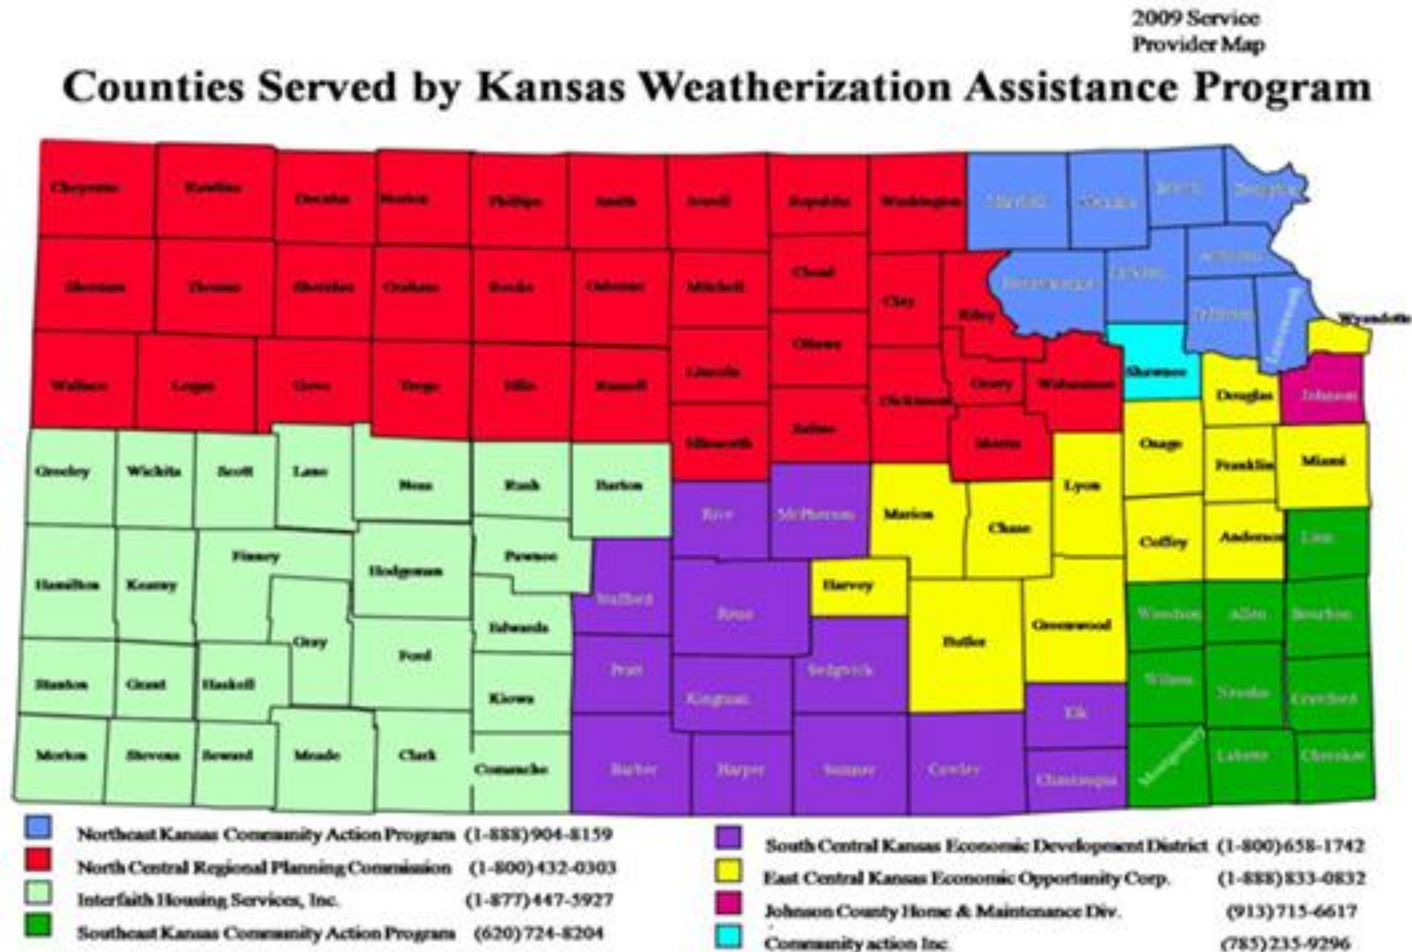 2009 Service
Provider Map
Counties Served by Kansas Weatherization Assistance Program
Cheyenne
Rawlins
Decatur
Norton
Phillips
Smith
Jewell
Republic
Washington
Marshall
Nemaha
Brown
Doniphan
Sherman
Thomas
Sheridan
Graham
Rooks
Osborne
Mitchell
Cloud
Clay
Riley
Pottawatomie
Jackson
Atchison
Jefferson
Leavenworth
Wyandotte
Wallace
Logan
Gove
Trego
Ellis
Russell
Lincoln
Ottawa
Dickinson
Geary
Wabaunsee
Shawnee
Douglas
Johnson
Ellsworth
Saline
Morris
Osage
Franklin
Miami
Greeley
Wichita
Scott
Lane
Ness
Rush
Barton
Rice
McPherson
Marion
Chase
Lyon
Coffey
Anderson
Linn
Hamilton
Kearny
Finney
Hodgeman
Pawnee
Stafford
Reno
Harvey
Butler
Greenwood
Woodson
Allen
Bourbon
Gray
Ford
Edwards
Pratt
Kingman
Sedgwick
Elk
Wilson
Neosho
Crawford
Stanton
Grant
Haskell
Kiowa
Morton
Stevens
Seward
Meade
Clark
Comanche
Barber
Harper
Sumner
Cowley
Chautauqua
Montgomery
Labette
Cherokee
Northeast Kansas Community Action Program (1-888)904-8159
North Central Regional Planning Commission (1-800)432-0303
Interfaith Housing Services, Inc. (1-877)447-5927
Southeast Kansas Community Action Program (620)724-8204
South Central Kansas Economic Development District (1-800)658-1742
East Central Kansas Economic Opportunity Corp. (1-888)833-0832
Johnson County Home & Maintenance Div. (913)715-6617
Community action Inc (785)235-9296